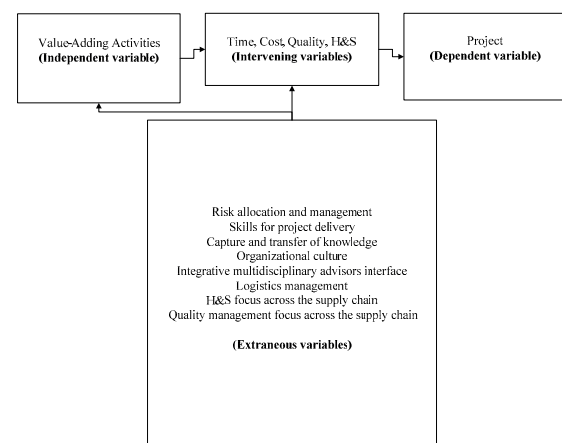 Value-Adding Activities
(Independent variable)
Time, Cost, Quality, H&S
(Intervening variables)
Project
(Dependent variable)
Risk allocation and management
Skills for project delivery
Capture and transfer of knowledge
Organizational culture
Integrative multidisciplinary advisors interface
Logistics management
H&S focus across the supply chain
Quality management focus across the supply chain
(Extraneous variables)